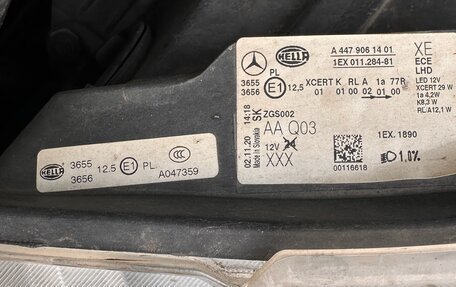 HELLA
3655
3656
12.5
E1
PL
CCC
A047359
HELLA
PL
3655
3656
E1
12,5
A 447 906 14 01
1EX 011.284-81
XE
ECE
LHD
LED 12V
XCERT 29 W
1a 4,2W
K8,3 W
RL/A12,1 W
XCERT K RL A 1a 77R
01 01 00 02 01 00
02.11.20 14:18
Made in Slovakia SK
ZGS002
AA Q03
12V
XXX
00116618
1EX.1890
1,0%